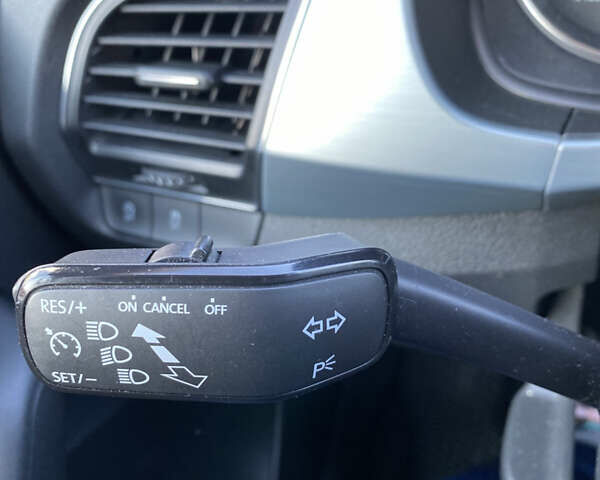 RES/+ ON CANCEL OFF
SET/–
P